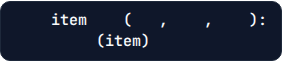 item    (   ,    ,    ):
(item)